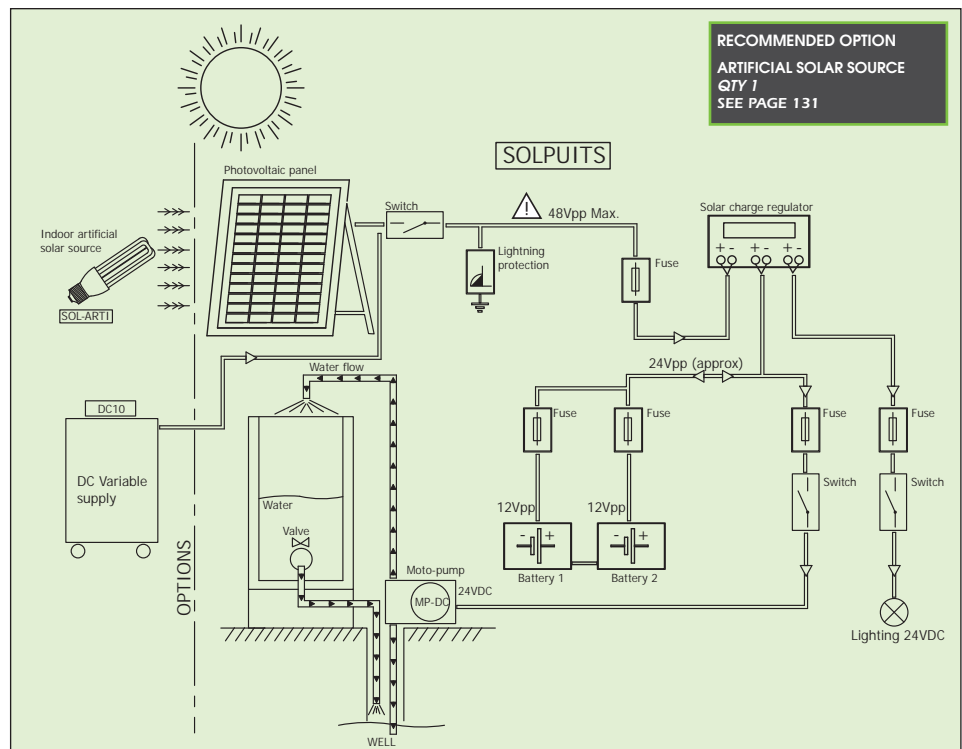 RECOMMENDED OPTION
ARTIFICIAL SOLAR SOURCE
QTY 1
SEE PAGE 131
SOLPUITS
Photovoltaic panel
Switch
48Vpp Max.
Solar charge regulator
+ - + - + -
Indoor artificial
solar source
SOL-ARTI
Lightning
protection
Fuse
Water flow
24Vpp (approx)
DC10
DC Variable
supply
Fuse
Fuse
Fuse
Fuse
Water
Valve
12Vpp
12Vpp
Switch
Switch
- +
- +
Battery 1
Battery 2
OPTIONS
Moto-pump
24VDC
MP-DC
Lighting 24VDC
WELL